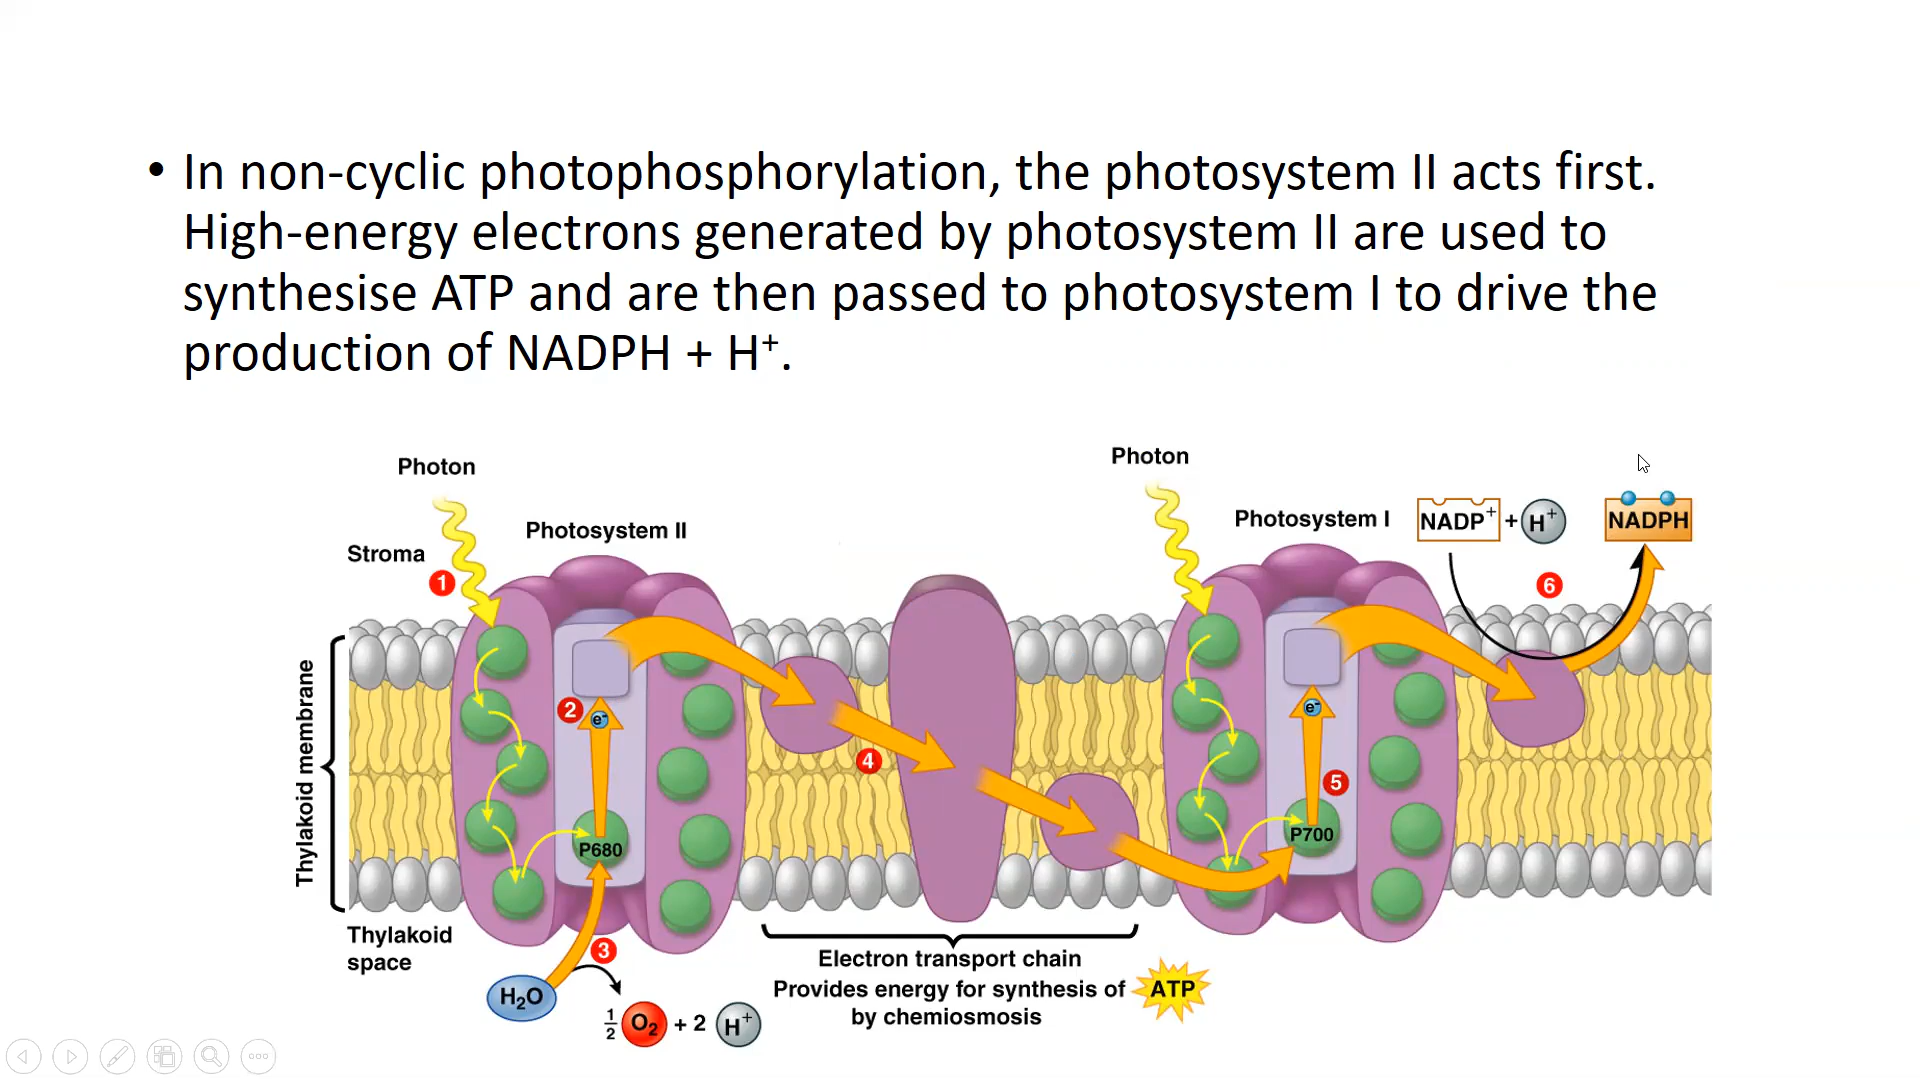 • In non-cyclic photophosphorylation, the photosystem II acts first.
High-energy electrons generated by photosystem II are used to
synthesise ATP and are then passed to photosystem I to drive the
production of NADPH + H⁺.
Photon
Photon
Photosystem II
Photosystem I
NADP⁺ + H⁺
NADPH
Stroma
1
6
Thylakoid membrane
2
e⁻
e⁻
4
5
P680
P700
Thylakoid
space
3
H₂O
½ O₂ + 2 H⁺
Electron transport chain
Provides energy for synthesis of ATP
by chemiosmosis